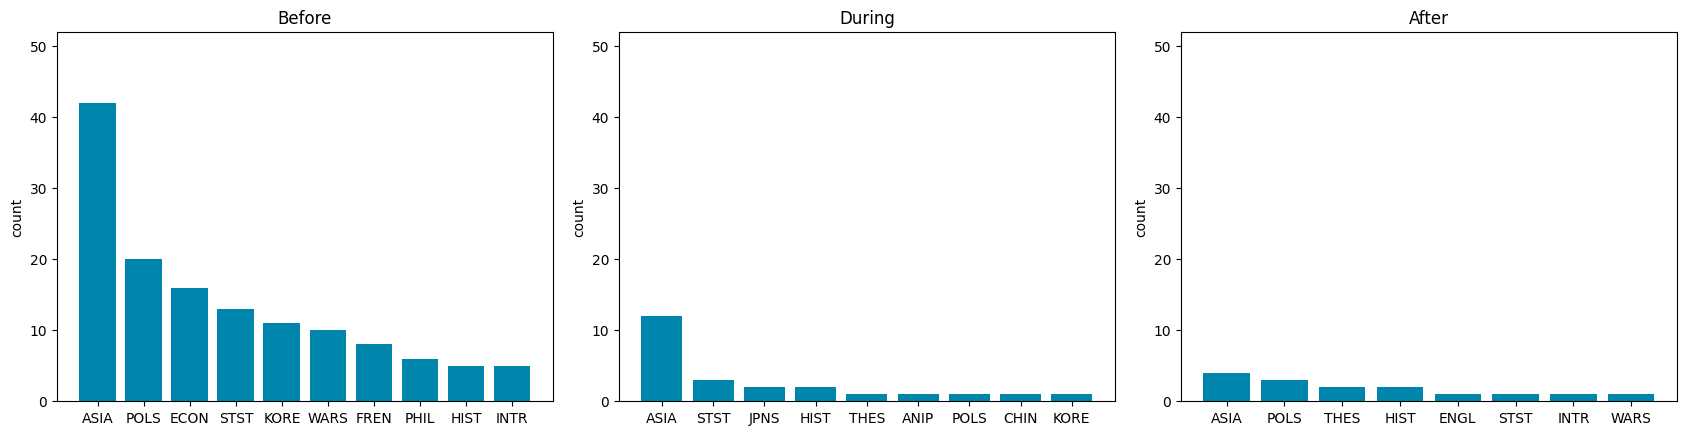 Before
50
40
30
20
10
0
count
ASIA POLS ECON STST KORE WARS FREN PHIL HIST INTR
During
50
40
30
20
10
0
count
ASIA STST JPNS HIST THES ANIP POLS CHIN KORE
After
50
40
30
20
10
0
count
ASIA POLS THES HIST ENGL STST INTR WARS